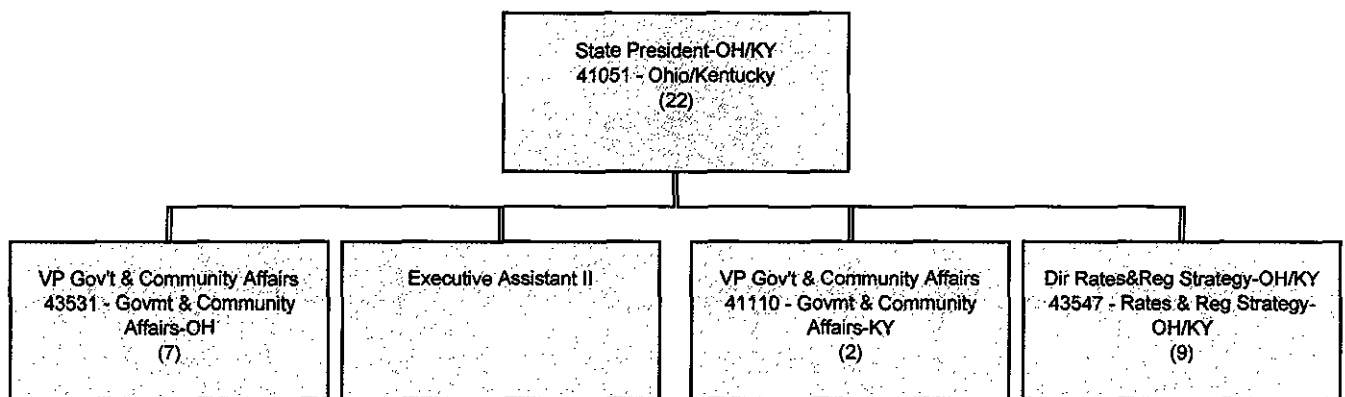 State President-OH/KY
41051 - Ohio/Kentucky
(22)
VP Gov't & Community Affairs
43531 - Govmt & Community
Affairs-OH
(7)
Executive Assistant II
VP Gov't & Community Affairs
41110 - Govmt & Community
Affairs-KY
(2)
Dir Rates&Reg Strategy-OH/KY
43547 - Rates & Reg Strategy-
OH/KY
(9)